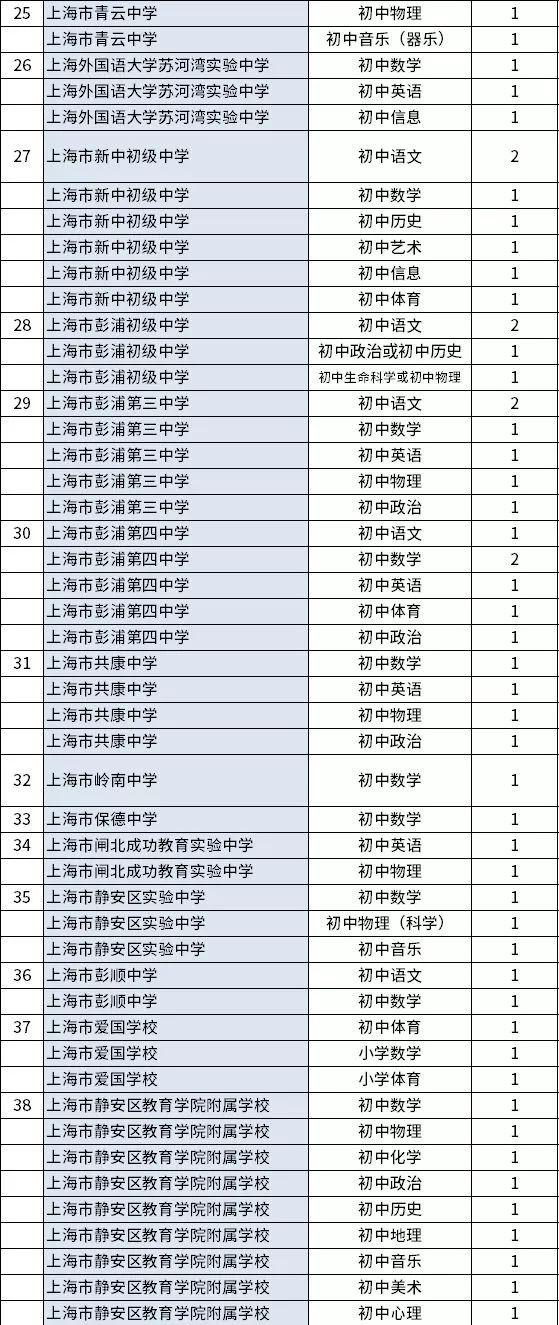 25 上海市青云中学 初中物理 1
上海市青云中学 初中音乐（器乐） 1
26 上海外国语大学苏河湾实验中学 初中数学 1
上海外国语大学苏河湾实验中学 初中英语 1
上海外国语大学苏河湾实验中学 初中信息 1
27 上海市新中初级中学 初中语文 2
上海市新中初级中学 初中数学 1
上海市新中初级中学 初中历史 1
上海市新中初级中学 初中艺术 1
上海市新中初级中学 初中信息 1
上海市新中初级中学 初中体育 1
28 上海市彭浦初级中学 初中语文 2
上海市彭浦初级中学 初中政治或初中历史 1
上海市彭浦初级中学 初中生命科学或初中物理 1
29 上海市彭浦第三中学 初中语文 2
上海市彭浦第三中学 初中数学 1
上海市彭浦第三中学 初中英语 1
上海市彭浦第三中学 初中物理 1
上海市彭浦第三中学 初中政治 1
30 上海市彭浦第四中学 初中语文 1
上海市彭浦第四中学 初中数学 2
上海市彭浦第四中学 初中英语 1
上海市彭浦第四中学 初中体育 1
上海市彭浦第四中学 初中政治 1
31 上海市共康中学 初中数学 1
上海市共康中学 初中英语 1
上海市共康中学 初中物理 1
上海市共康中学 初中政治 1
32 上海市岭南中学 初中数学 1
33 上海市保德中学 初中数学 1
34 上海市闸北成功教育实验中学 初中英语 1
上海市闸北成功教育实验中学 初中物理 1
35 上海市静安区实验中学 初中数学 1
上海市静安区实验中学 初中物理（科学） 1
上海市静安区实验中学 初中音乐 1
36 上海市彭顺中学 初中语文 1
上海市彭顺中学 初中数学 1
37 上海市爱国学校 初中体育 1
上海市爱国学校 小学数学 1
上海市爱国学校 小学体育 1
38 上海市静安区教育学院附属学校 初中数学 1
上海市静安区教育学院附属学校 初中物理 1
上海市静安区教育学院附属学校 初中化学 1
上海市静安区教育学院附属学校 初中政治 1
上海市静安区教育学院附属学校 初中历史 1
上海市静安区教育学院附属学校 初中地理 1
上海市静安区教育学院附属学校 初中音乐 1
上海市静安区教育学院附属学校 初中美术 1
上海市静安区教育学院附属学校 初中心理 1